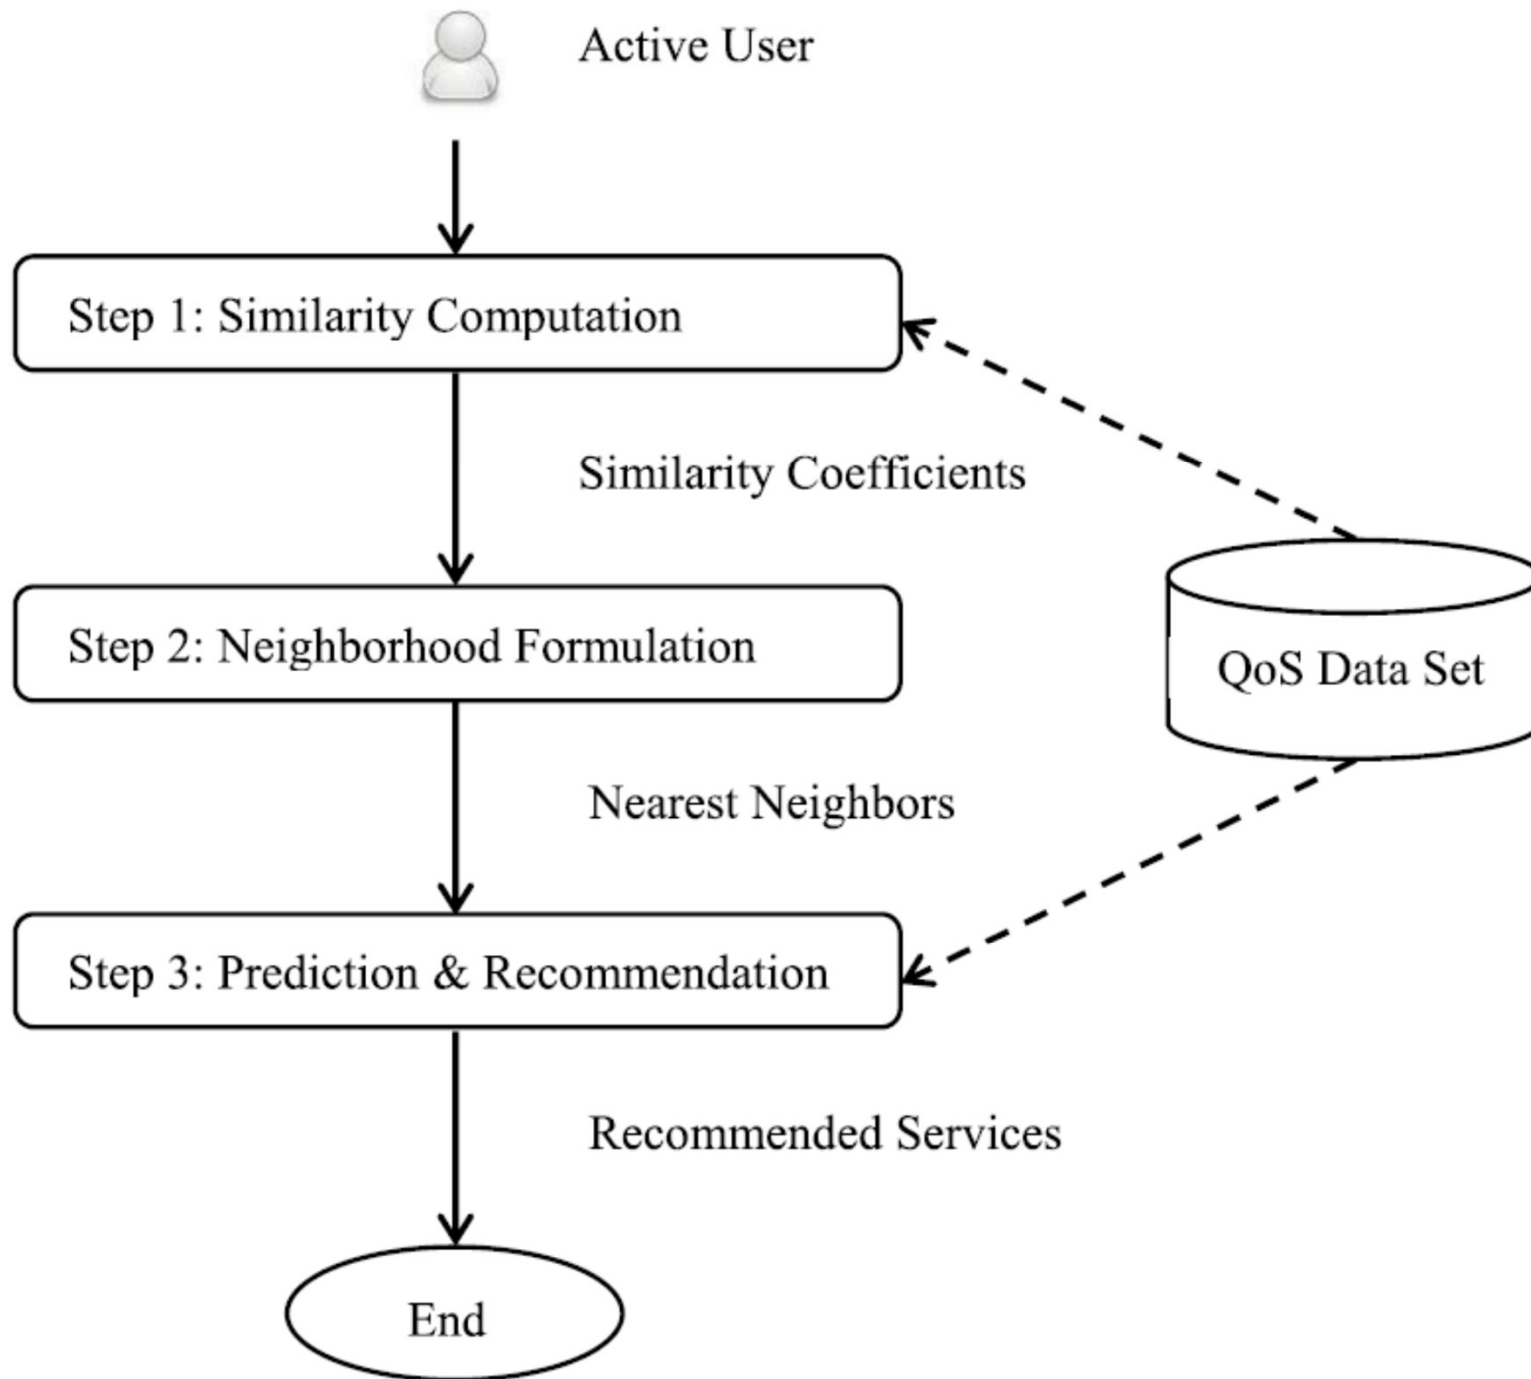 Active User
Step 1: Similarity Computation
Similarity Coefficients
Step 2: Neighborhood Formulation
QoS Data Set
Nearest Neighbors
Step 3: Prediction & Recommendation
Recommended Services
End